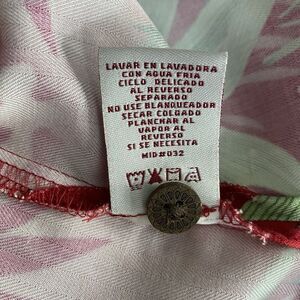 LAVAR EN LAVADORA
CON AGUA FRIA
CICLO DELICADO
AL REVERSO
SEPARADO
NO USE BLANQUEADOR
SECAR COLGADO
PLANCHAR AL
VAPOR AL
REVERSO
SI SE NECESITA
MID#032